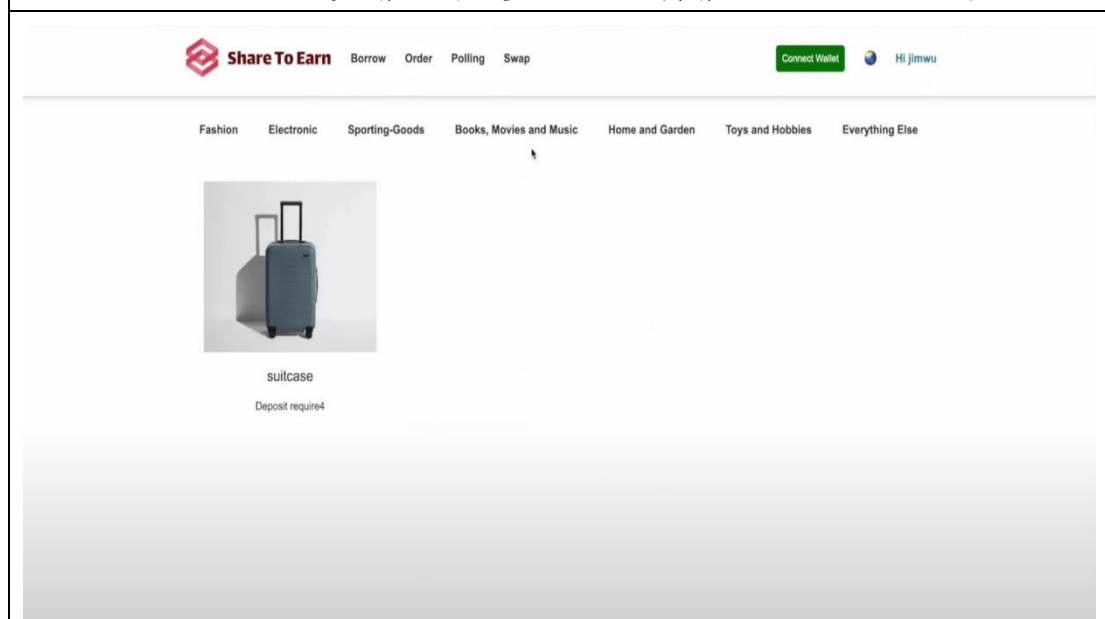 Share To Earn Borrow Order Polling Swap Connect Wallet Hi jimwu
Fashion Electronic Sporting-Goods Books, Movies and Music Home and Garden Toys and Hobbies Everything Else
suitcase
Deposit require4